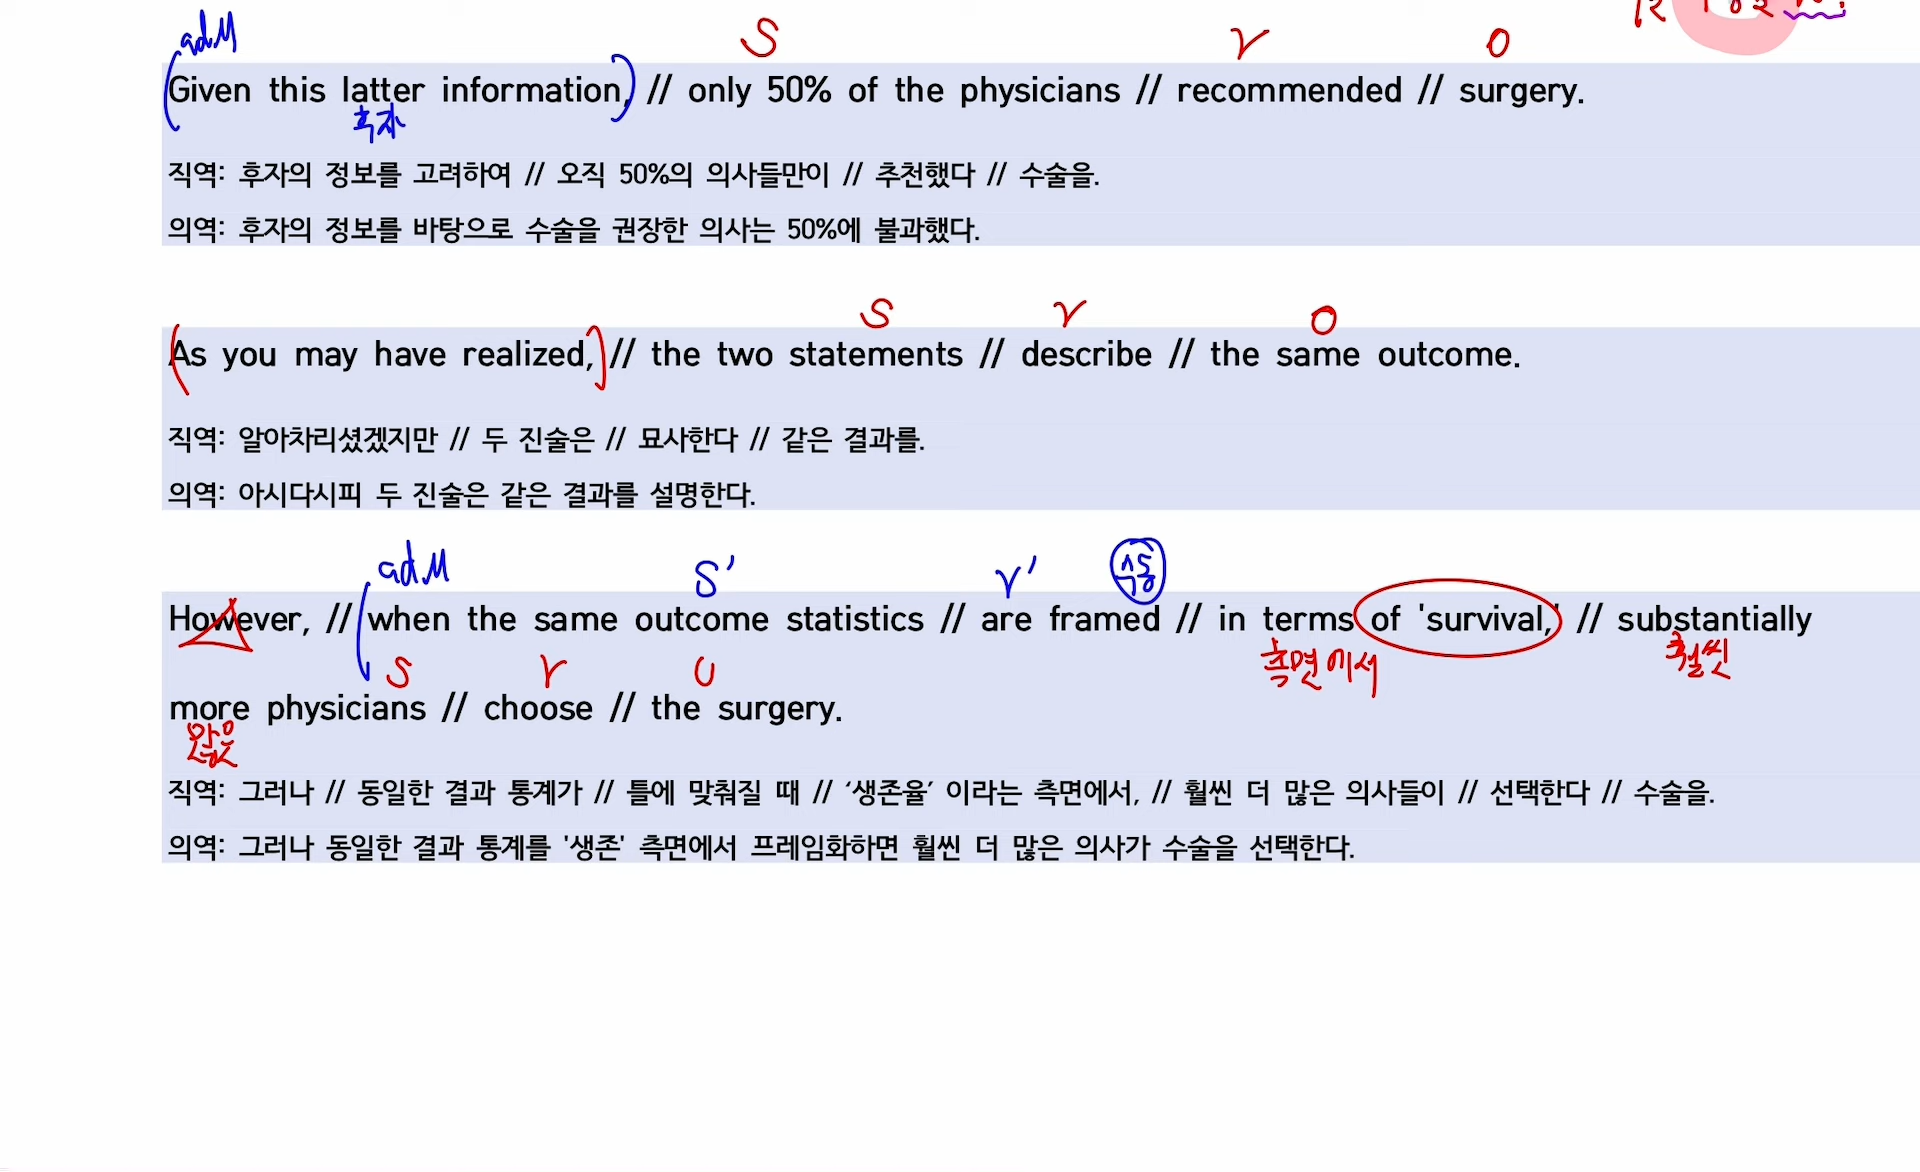 adM S V O
Given this latter information, // only 50% of the physicians // recommended // surgery.
후자
직역: 후자의 정보를 고려하여 // 오직 50%의 의사들만이 // 추천했다 // 수술을.
의역: 후자의 정보를 바탕으로 수술을 권장한 의사는 50%에 불과했다.
S V O
As you may have realized, // the two statements // describe // the same outcome.
직역: 알아차리셨겠지만 // 두 진술은 // 묘사한다 // 같은 결과를.
의역: 아시다시피 두 진술은 같은 결과를 설명한다.
adM S' V' 수동
However, // when the same outcome statistics // are framed // in terms of 'survival,' // substantially
S V O 측면에서 훨씬
more physicians // choose // the surgery.
많은
직역: 그러나 // 동일한 결과 통계가 // 틀에 맞춰질 때 // ‘생존율’ 이라는 측면에서, // 훨씬 더 많은 의사들이 // 선택한다 // 수술을.
의역: 그러나 동일한 결과 통계를 '생존' 측면에서 프레임화하면 훨씬 더 많은 의사가 수술을 선택한다.